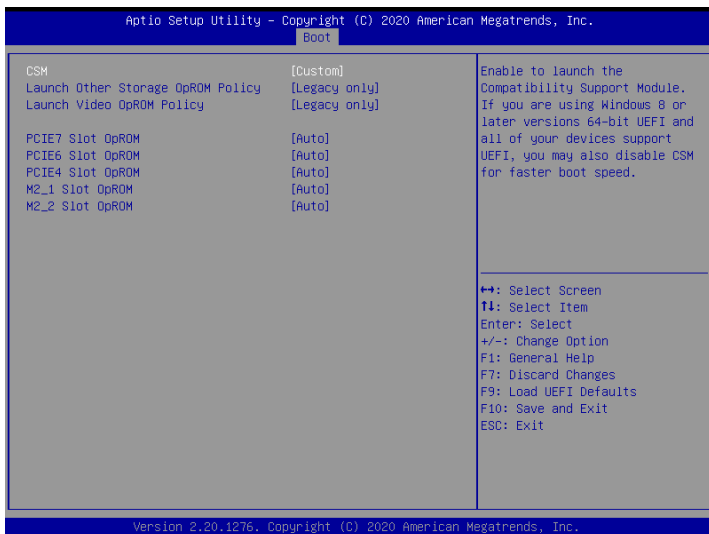 Aptio Setup Utility – Copyright (C) 2020 American Megatrends, Inc.
Boot
CSM [Custom]
Launch Other Storage OpROM Policy [Legacy only]
Launch Video OpROM Policy [Legacy only]
PCIE7 Slot OpROM [Auto]
PCIE6 Slot OpROM [Auto]
PCIE4 Slot OpROM [Auto]
M2_1 Slot OpROM [Auto]
M2_2 Slot OpROM [Auto]
Enable to launch the
Compatibility Support Module.
If you are using Windows 8 or
later versions 64-bit UEFI and
all of your devices support
UEFI, you may also disable CSM
for faster boot speed.
↔: Select Screen
↑↓: Select Item
Enter: Select
+/-: Change Option
F1: General Help
F7: Discard Changes
F9: Load UEFI Defaults
F10: Save and Exit
ESC: Exit
Version 2.20.1276. Copyright (C) 2020 American Megatrends, Inc.